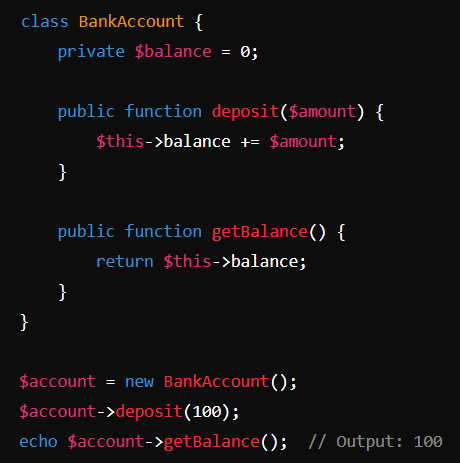 class BankAccount {
    private $balance = 0;

    public function deposit($amount) {
        $this->balance += $amount;
    }

    public function getBalance() {
        return $this->balance;
    }
}

$account = new BankAccount();
$account->deposit(100);
echo $account->getBalance();  // Output: 100